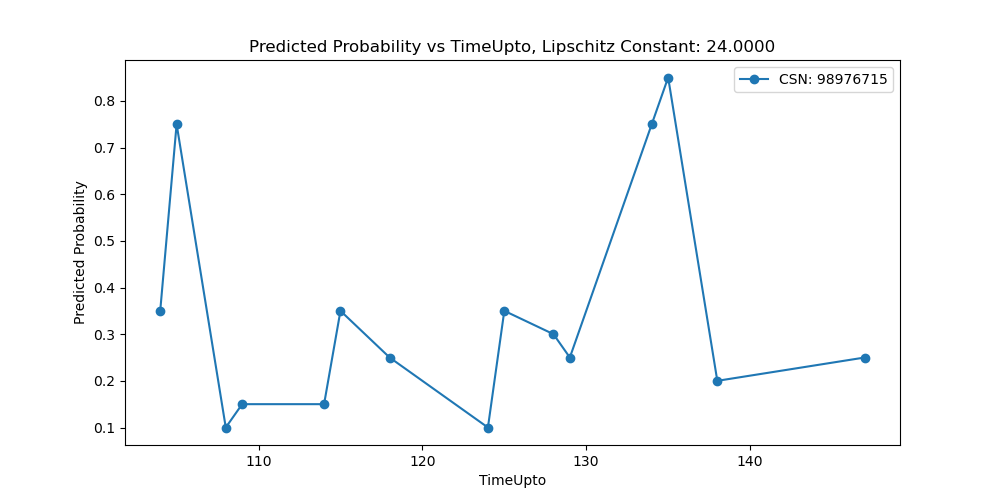 Predicted Probability vs TimeUpto, Lipschitz Constant: 24.0000
CSN: 98976715
Predicted Probability
0.8
0.7
0.6
0.5
0.4
0.3
0.2
0.1
110 120 130 140
TimeUpto